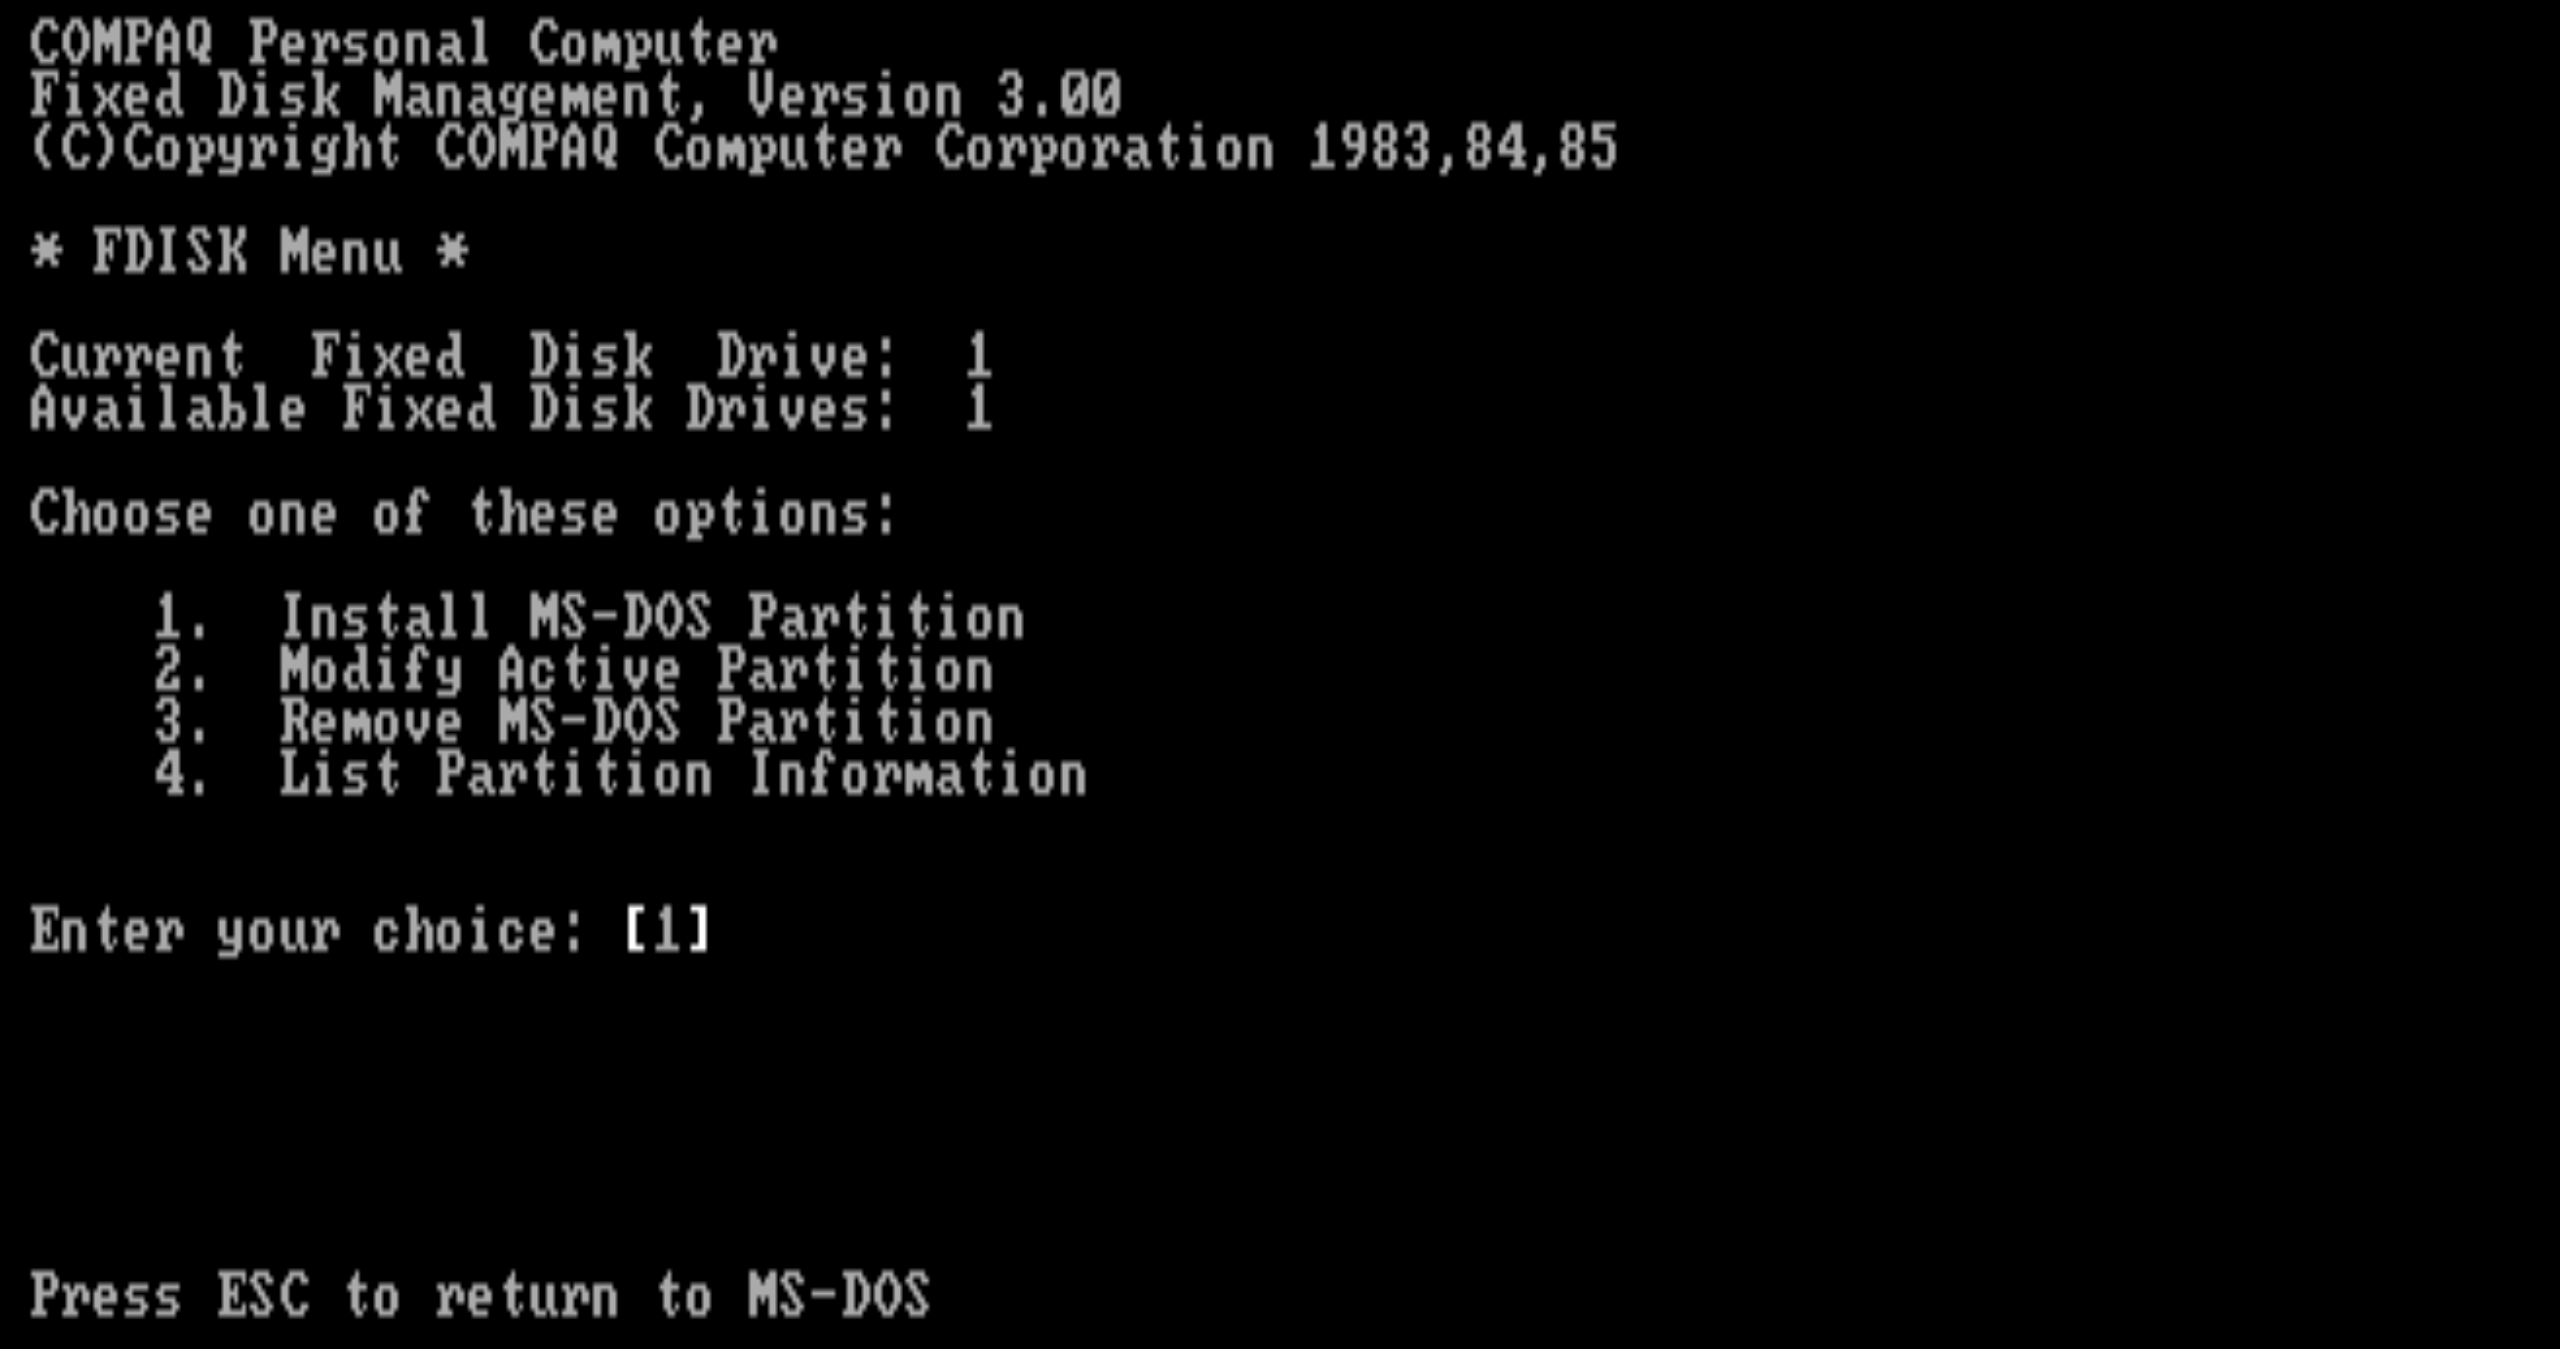 COMPAQ Personal Computer
Fixed Disk Management, Version 3.00
(C)Copyright COMPAQ Computer Corporation 1983,84,85
* FDISK Menu *
Current  Fixed  Disk  Drive:  1
Available Fixed Disk Drives:  1
Choose one of these options:
1.  Install MS-DOS Partition
2.  Modify Active Partition
3.  Remove MS-DOS Partition
4.  List Partition Information
Enter your choice: [1]
Press ESC to return to MS-DOS